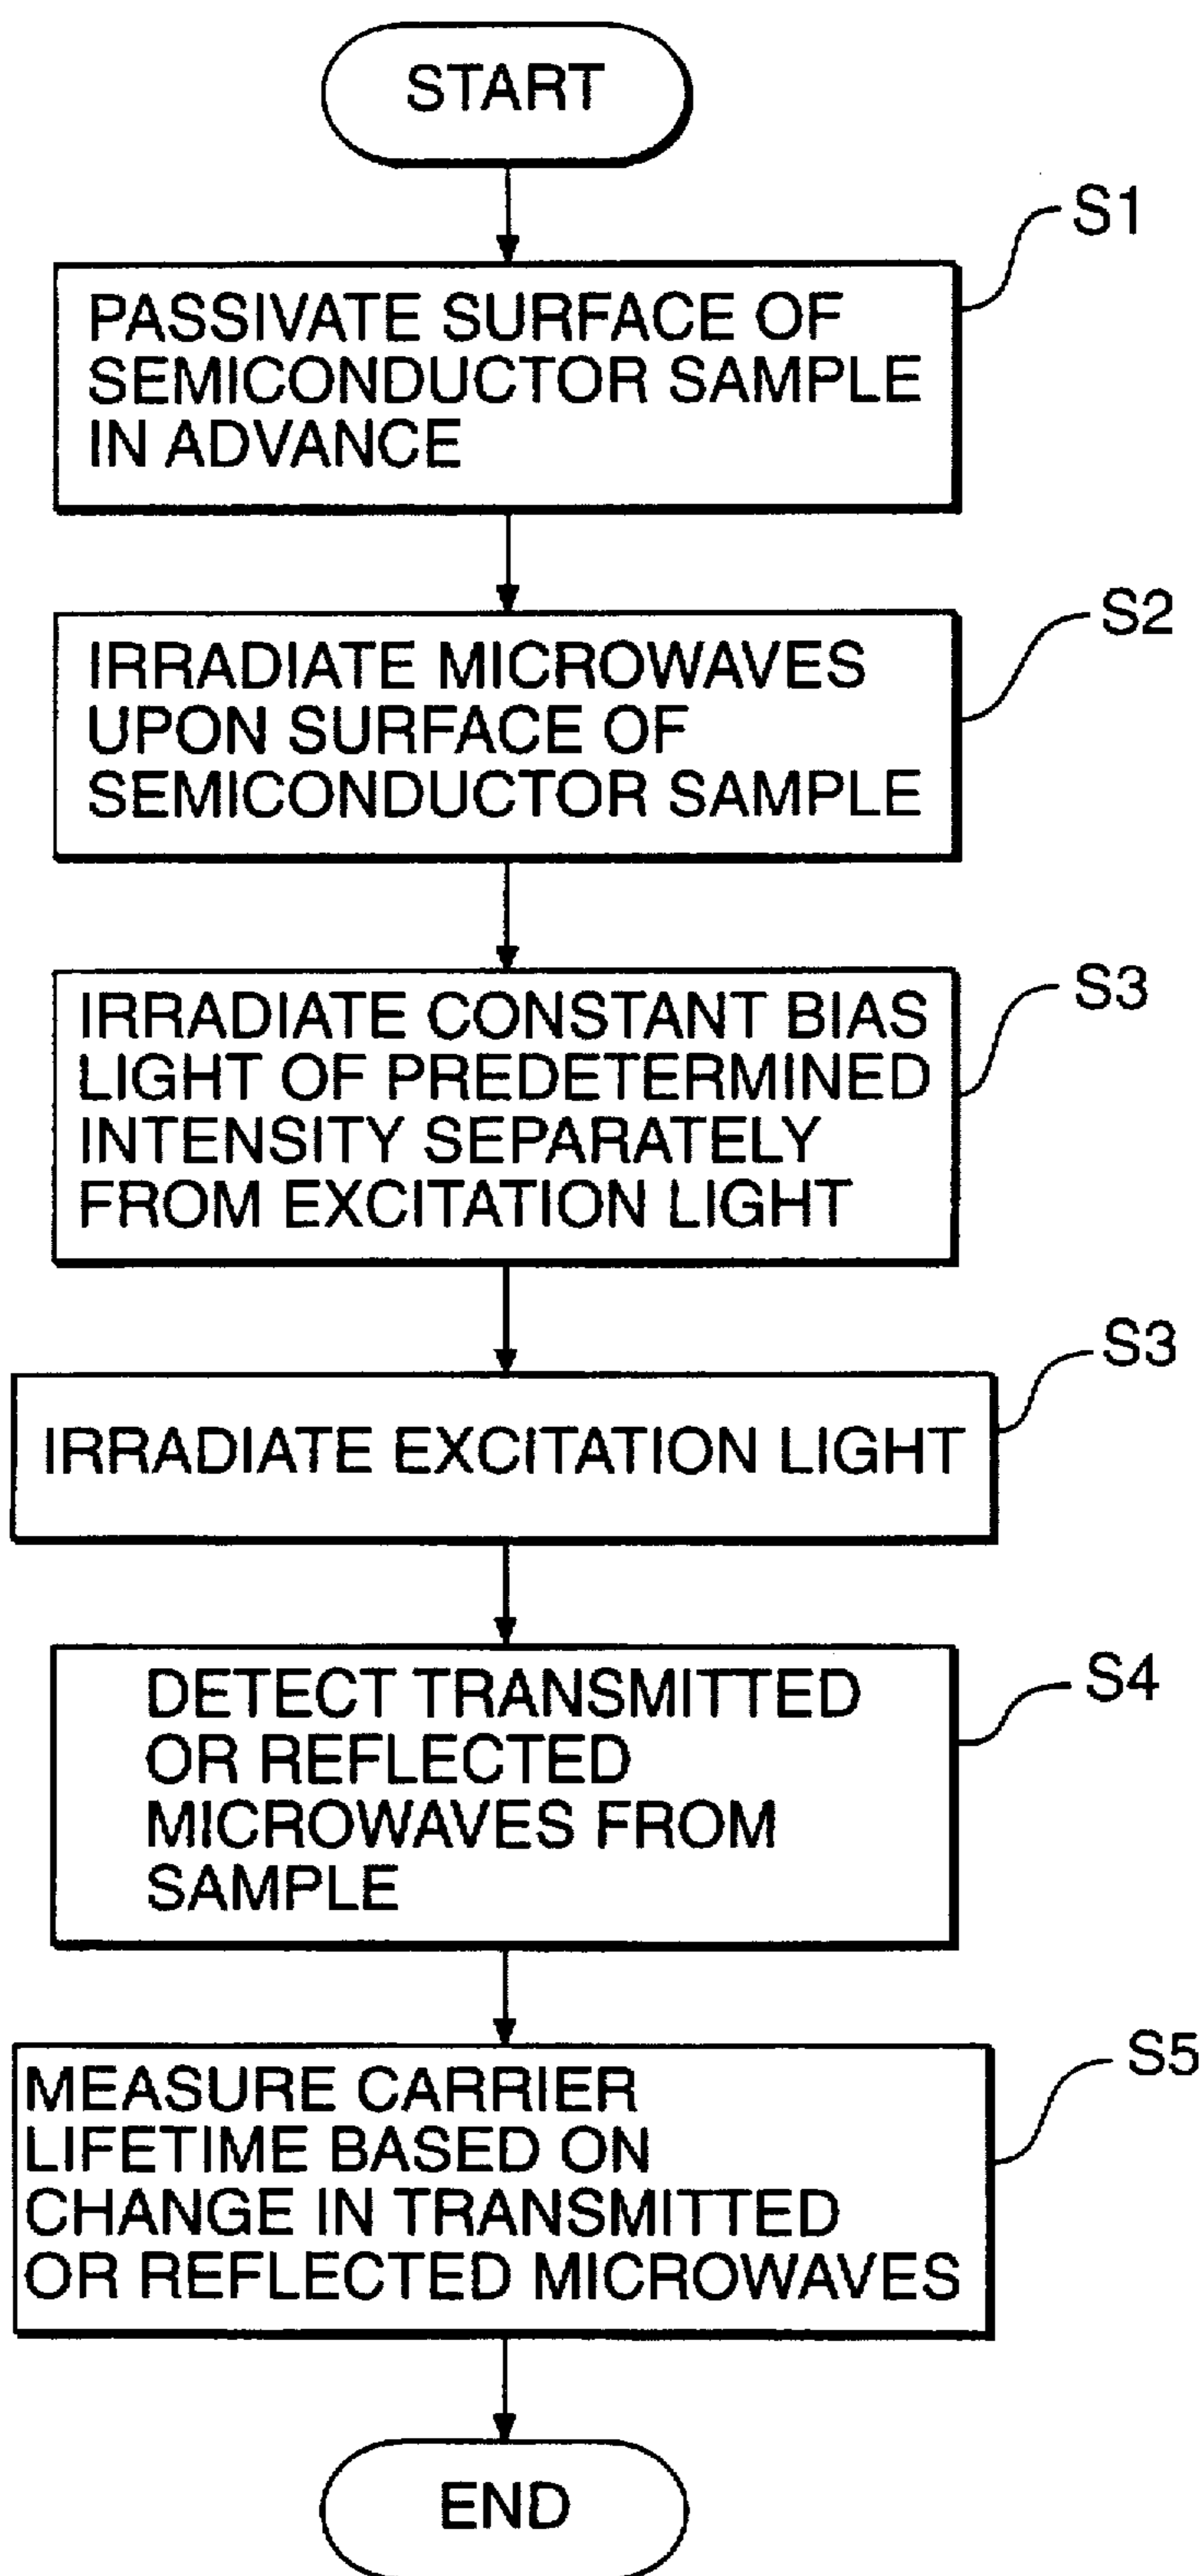 START
S1
PASSIVATE SURFACE OF
SEMICONDUCTOR SAMPLE
IN ADVANCE
S2
IRRADIATE MICROWAVES
UPON SURFACE OF
SEMICONDUCTOR SAMPLE
S3
IRRADIATE CONSTANT BIAS
LIGHT OF PREDETERMINED
INTENSITY SEPARATELY
FROM EXCITATION LIGHT
S3
IRRADIATE EXCITATION LIGHT
S4
DETECT TRANSMITTED
OR REFLECTED
MICROWAVES FROM
SAMPLE
S5
MEASURE CARRIER
LIFETIME BASED ON
CHANGE IN TRANSMITTED
OR REFLECTED MICROWAVES
END